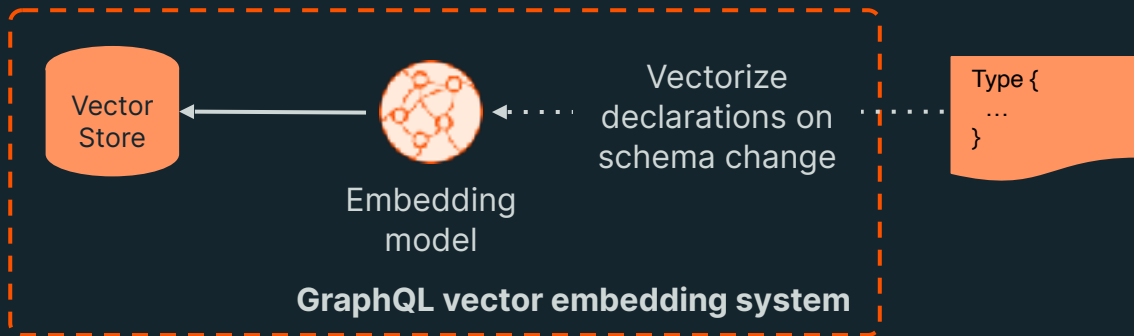 Vector
Store
Embedding
model
Vectorize
declarations on
schema change
Type {
...
}
GraphQL vector embedding system